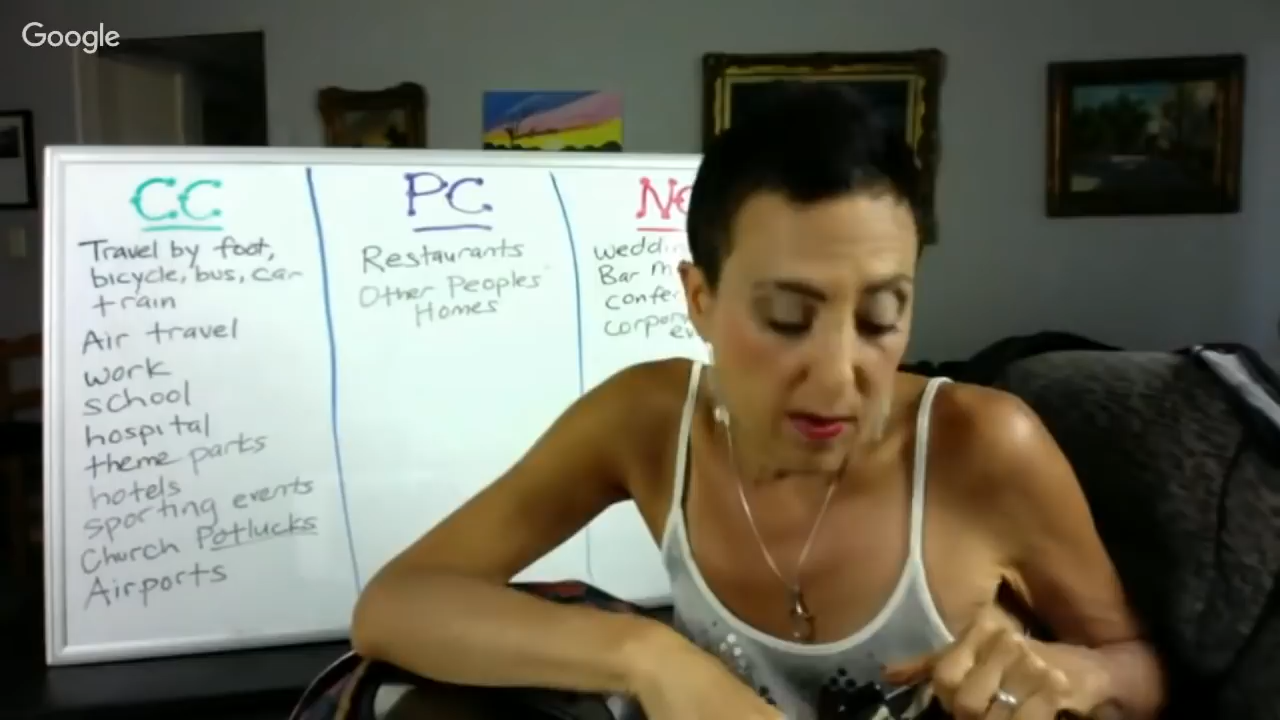 Google
CC
Travel by foot,
bicycle, bus, car
train
Air travel
work
school
hospital
theme parks
hotels
sporting events
Church Potlucks
Airports
PC
Restaurants
Other Peoples
Homes
Bar